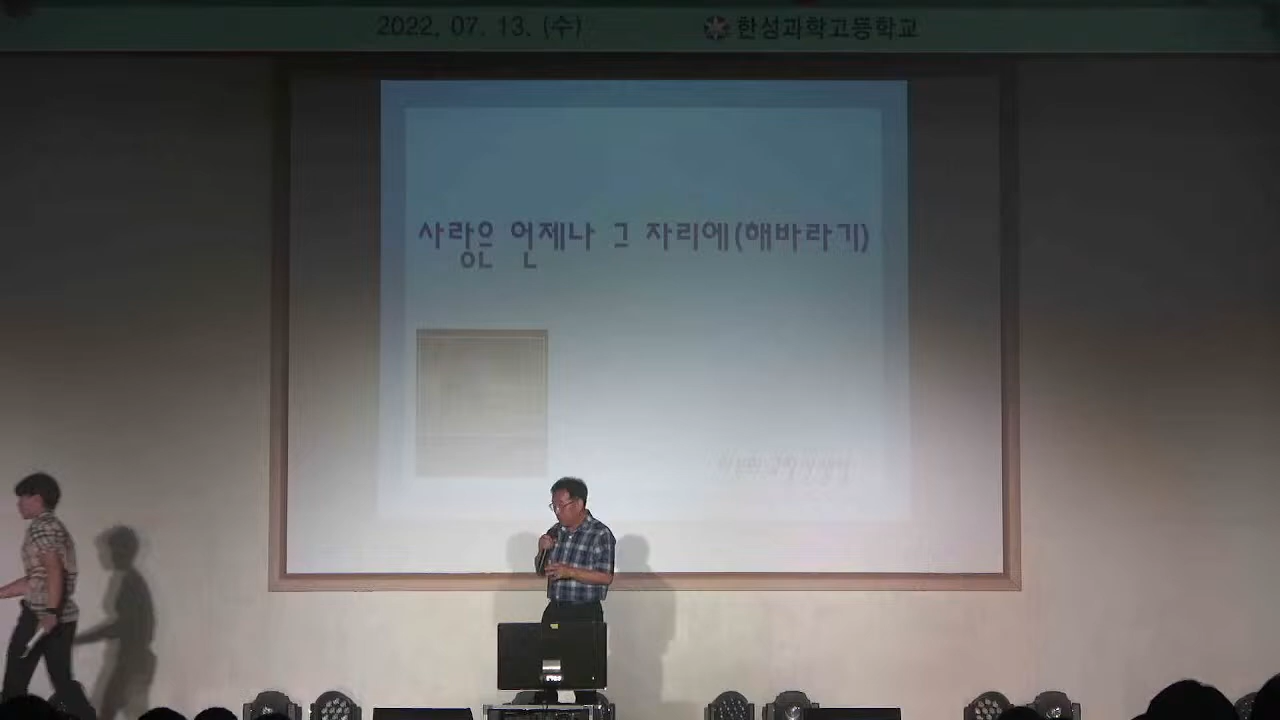 2022. 07. 13. (수) 한성과학고등학교
사랑은 언제나 그 자리에(해바라기)